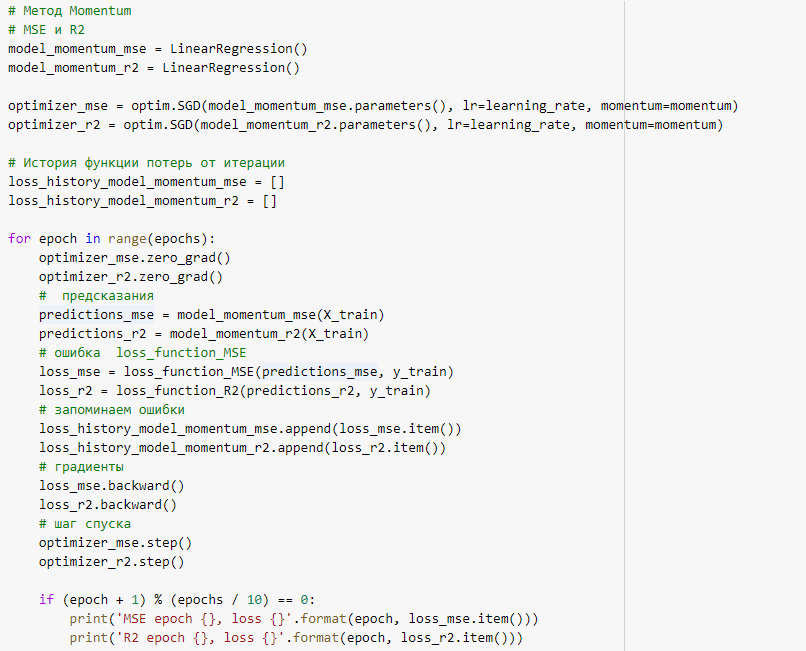 # Метод Momentum
# MSE и R2
model_momentum_mse = LinearRegression()
model_momentum_r2 = LinearRegression()

optimizer_mse = optim.SGD(model_momentum_mse.parameters(), lr=learning_rate, momentum=momentum)
optimizer_r2 = optim.SGD(model_momentum_r2.parameters(), lr=learning_rate, momentum=momentum)

# История функции потерь от итерации
loss_history_model_momentum_mse = []
loss_history_model_momentum_r2 = []

for epoch in range(epochs):
    optimizer_mse.zero_grad()
    optimizer_r2.zero_grad()
    #  предсказания
    predictions_mse = model_momentum_mse(X_train)
    predictions_r2 = model_momentum_r2(X_train)
    # ошибка  loss_function_MSE
    loss_mse = loss_function_MSE(predictions_mse, y_train)
    loss_r2 = loss_function_R2(predictions_r2, y_train)
    # запоминаем ошибки
    loss_history_model_momentum_mse.append(loss_mse.item())
    loss_history_model_momentum_r2.append(loss_r2.item())
    # градиенты
    loss_mse.backward()
    loss_r2.backward()
    # шаг спуска
    optimizer_mse.step()
    optimizer_r2.step()

    if (epoch + 1) % (epochs / 10) == 0:
        print('MSE epoch {}, loss {}'.format(epoch, loss_mse.item()))
        print('R2 epoch {}, loss {}'.format(epoch, loss_r2.item()))